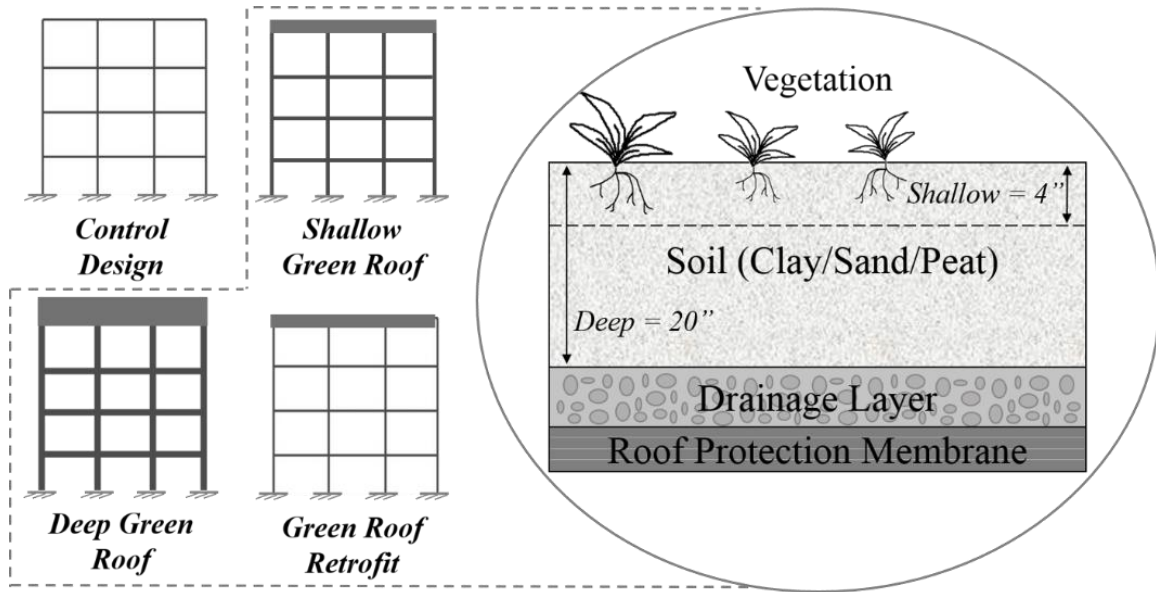 Control
Design
Shallow
Green Roof
Deep Green
Roof
Green Roof
Retrofit
Vegetation
Shallow = 4”
Soil (Clay/Sand/Peat)
Deep = 20”
Drainage Layer
Roof Protection Membrane